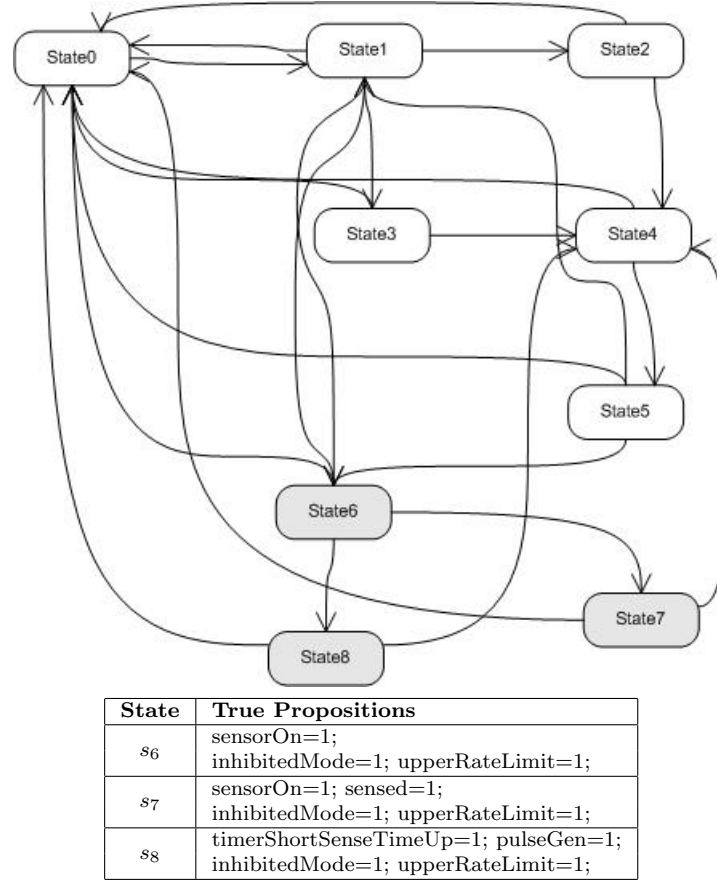 State0
State1
State2
State3
State4
State5
State6
State7
State8
State True Propositions
s6 sensorOn=1;
inhibitedMode=1; upperRateLimit=1;
s7 sensorOn=1; sensed=1;
inhibitedMode=1; upperRateLimit=1;
s8 timerShortSenseTimeUp=1; pulseGen=1;
inhibitedMode=1; upperRateLimit=1;